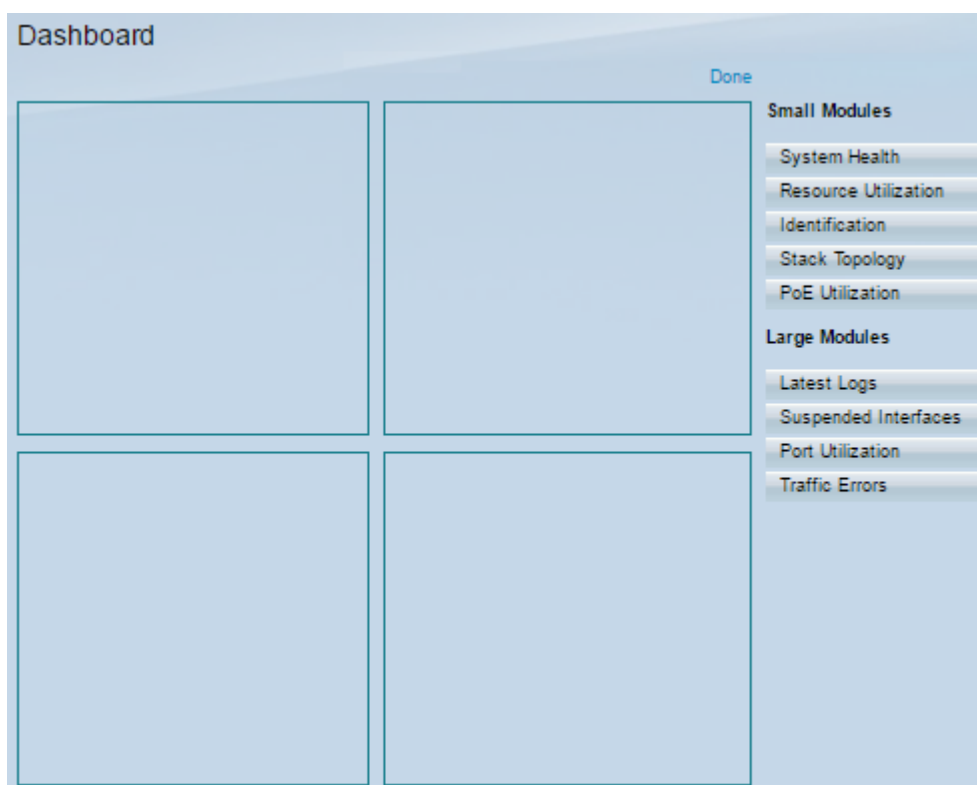 Dashboard
Done
Small Modules
System Health
Resource Utilization
Identification
Stack Topology
PoE Utilization
Large Modules
Latest Logs
Suspended Interfaces
Port Utilization
Traffic Errors